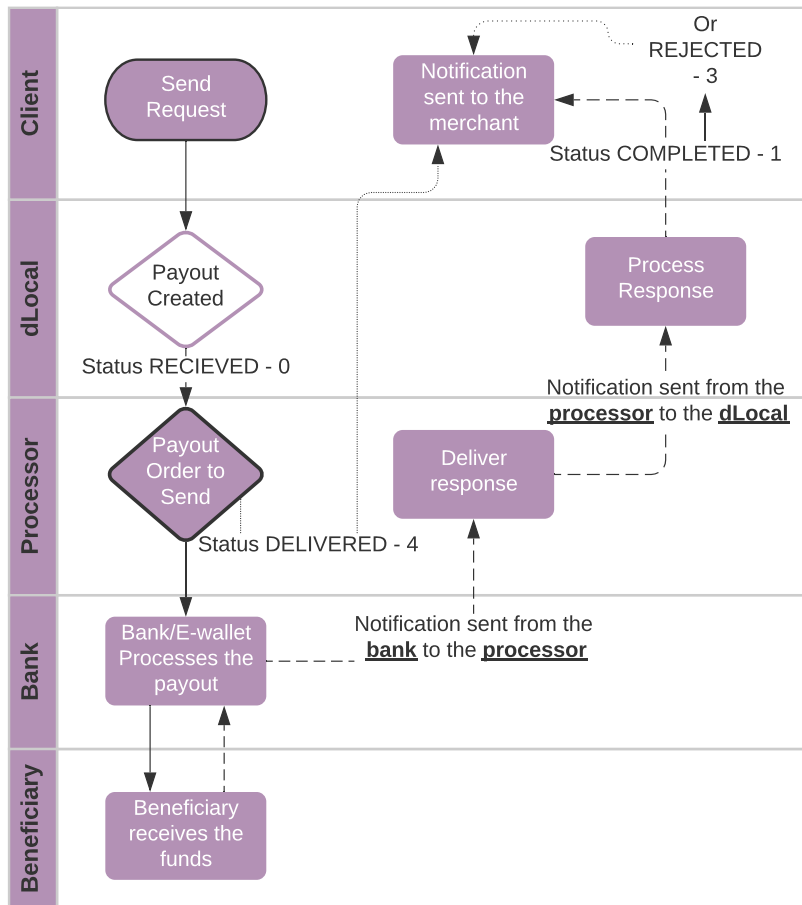 Client
Send
Request
Notification
sent to the
merchant
Or
REJECTED
- 3
Status COMPLETED - 1
dLocal
Payout
Created
Status RECIEVED - 0
Process
Response
Notification sent from the
processor to the dLocal
Processor
Payout
Order to
Send
Status DELIVERED - 4
Deliver
response
Bank
Bank/E-wallet
Processes the
payout
Notification sent from the
bank to the processor
Beneficiary
Beneficiary
receives the
funds